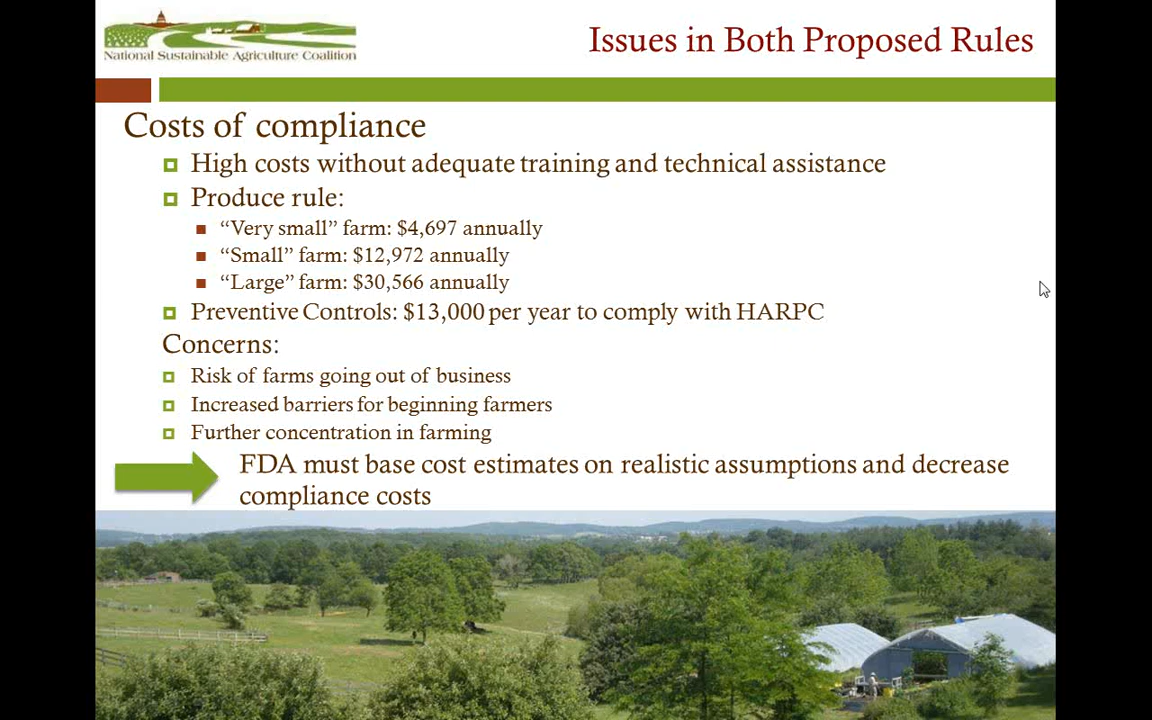 National Sustainable Agriculture Coalition
Issues in Both Proposed Rules
Costs of compliance
High costs without adequate training and technical assistance
Produce rule:
“Very small” farm: $4,697 annually
“Small” farm: $12,972 annually
“Large” farm: $30,566 annually
Preventive Controls: $13,000 per year to comply with HARPC
Concerns:
Risk of farms going out of business
Increased barriers for beginning farmers
Further concentration in farming
FDA must base cost estimates on realistic assumptions and decrease
compliance costs